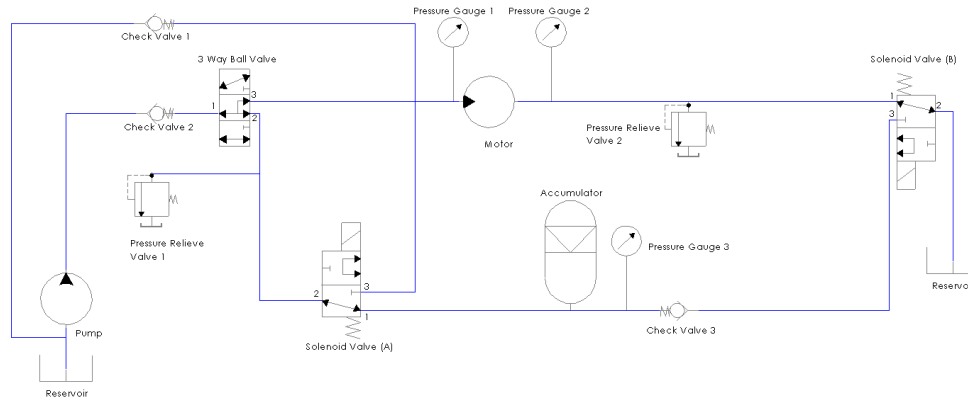 Pressure Gauge 1
Pressure Gauge 2
Check Valve 1
3 Way Ball Valve
Solenoid Valve (B)
3
1
2
1
2
3
Check Valve 2
Motor
Pressure Relieve
Valve 2
Accumulator
Pressure Relieve
Valve 1
Pressure Gauge 3
2
3
1
Reservo
Pump
Check Valve 3
Solenoid Valve (A)
Reservoir